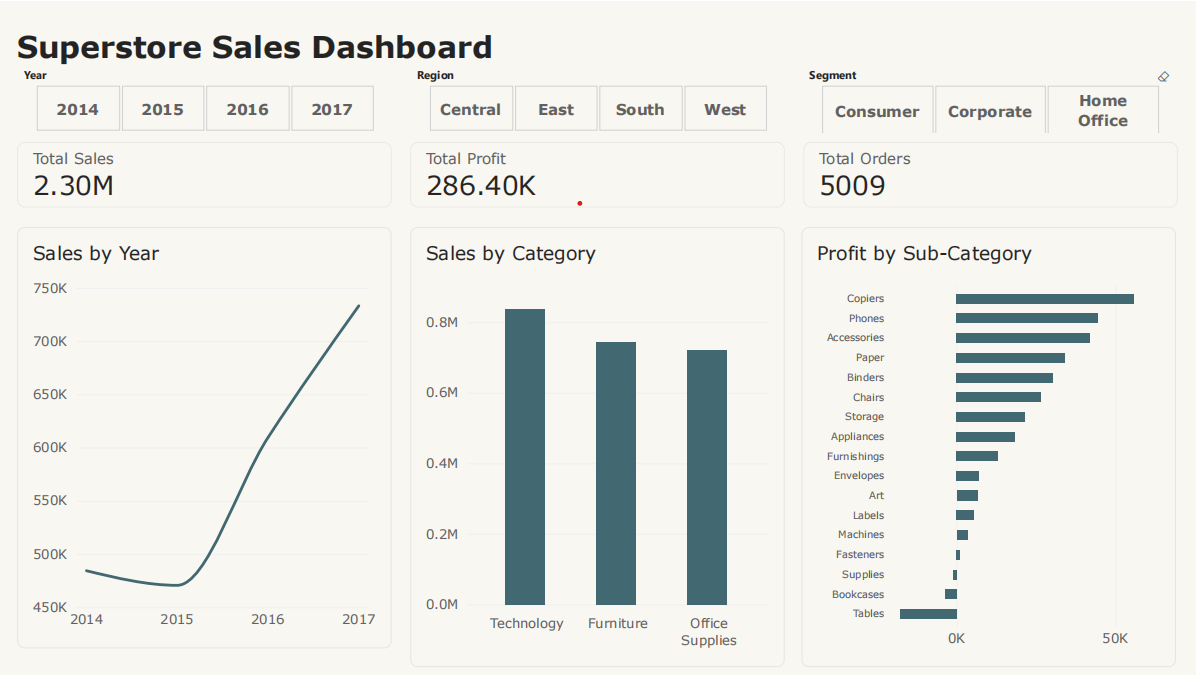 Superstore Sales Dashboard
Year
2014 2015 2016 2017
Region
Central East South West
Segment
Consumer Corporate Home
Office
Total Sales
2.30M
Total Profit
286.40K
Total Orders
5009
Sales by Year
750K
700K
650K
600K
550K
500K
450K
2014 2015 2016 2017
Sales by Category
0.8M
0.6M
0.4M
0.2M
0.0M
Technology Furniture Office
Supplies
Profit by Sub-Category
Copiers
Phones
Accessories
Paper
Binders
Chairs
Storage
Appliances
Furnishings
Envelopes
Art
Labels
Machines
Fasteners
Supplies
Bookcases
Tables
0K 50K